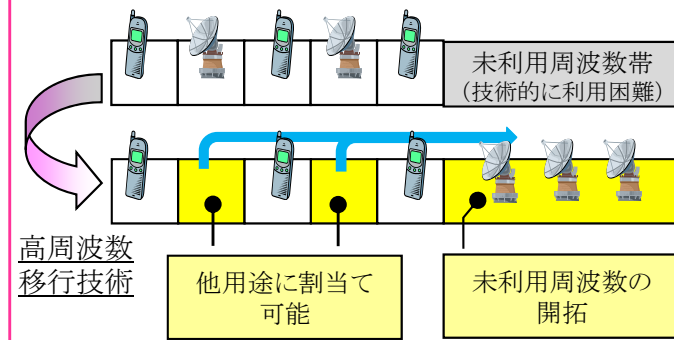 未利用周波数帯
(技術的に利用困難)
高周波数
移行技術
他用途に割当て
可能
未利用周波数の
開拓